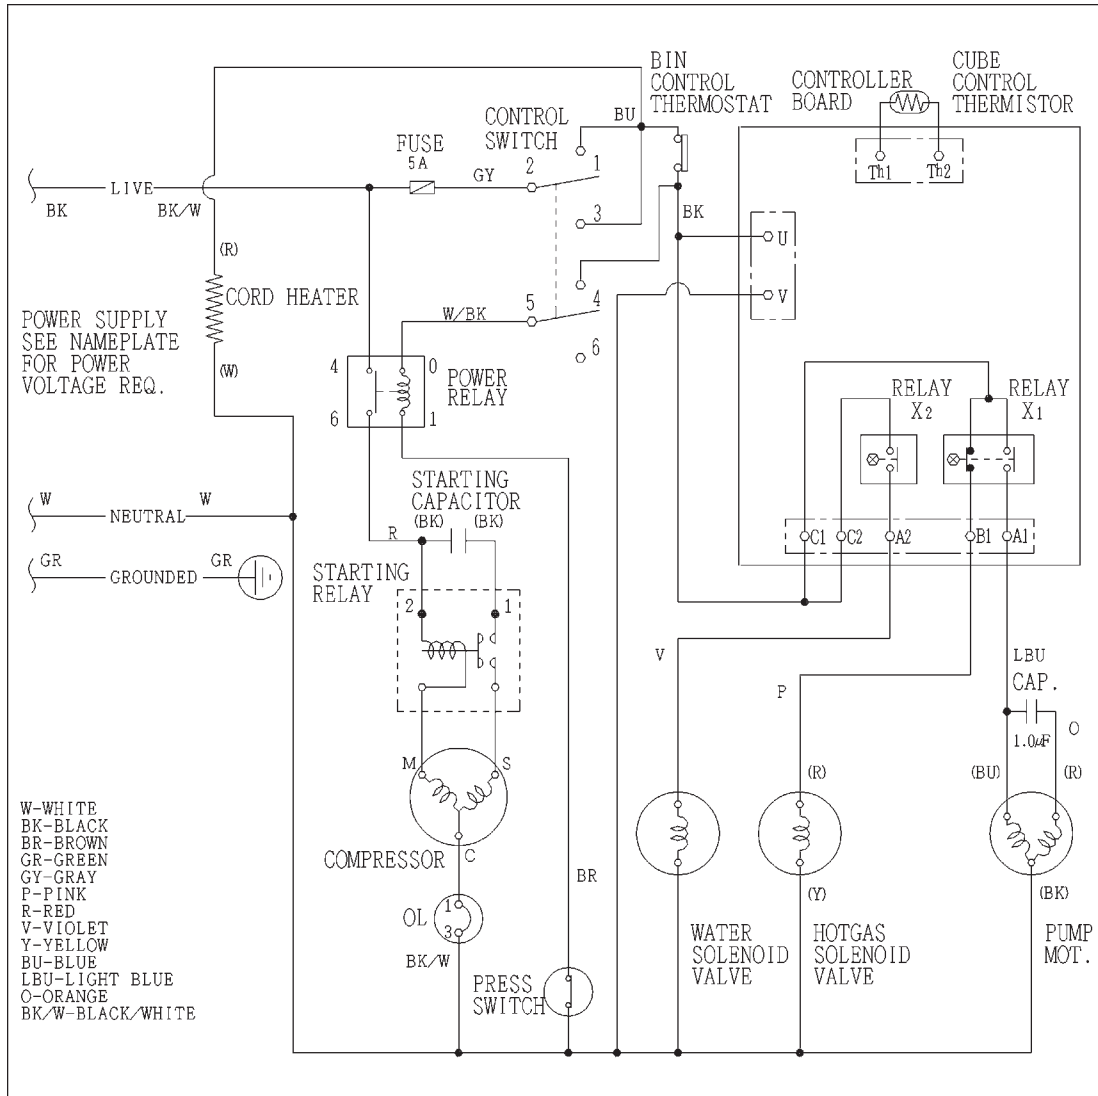 BIN
CONTROL
THERMOSTAT
CONTROLLER
BOARD
CUBE
CONTROL
THERMISTOR
CONTROL
SWITCH
BU
FUSE
5A
GY
2
1
Th1
Th2
LIVE
BK
BK/W
3
BK
U
(R)
CORD HEATER
4
V
5
W/BK
POWER SUPPLY
SEE NAMEPLATE
FOR POWER
VOLTAGE REQ.
6
(W)
4
0
POWER
RELAY
6
1
RELAY
X2
RELAY
X1
STARTING
CAPACITOR
(BK)
(BK)
W
W
NEUTRAL
R
C1
C2
A2
B1
A1
GR
GR
GROUNDED
STARTING
RELAY
2
1
V
LBU
P
CAP.
1.0µF
O
M
S
(R)
(BU)
(R)
W-WHITE
BK-BLACK
BR-BROWN
GR-GREEN
GY-GRAY
P-PINK
R-RED
V-VIOLET
Y-YELLOW
BU-BLUE
LBU-LIGHT BLUE
O-ORANGE
BK/W-BLACK/WHITE
COMPRESSOR
C
BR
(Y)
(BK)
OL
1
3
BK/W
WATER
SOLENOID
VALVE
HOTGAS
SOLENOID
VALVE
PUMP
MOT.
PRESS
SWITCH